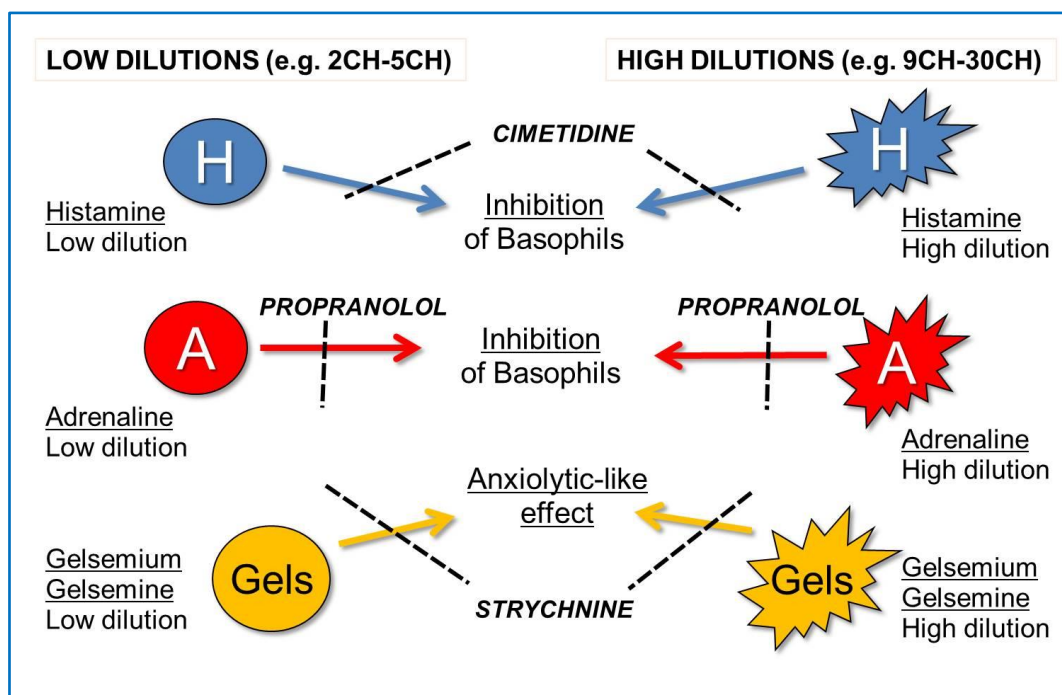 LOW DILUTIONS (e.g. 2CH-5CH)
HIGH DILUTIONS (e.g. 9CH-30CH)
CIMETIDINE
H
H
Histamine
Low dilution
Inhibition
of Basophils
Histamine
High dilution
PROPRANOLOL
PROPRANOLOL
A
Inhibition
of Basophils
A
Adrenaline
Low dilution
Adrenaline
High dilution
Anxiolytic-like
effect
Gelsemium
Gelsemine
Low dilution
Gels
STRYCHNINE
Gels
Gelsemium
Gelsemine
High dilution